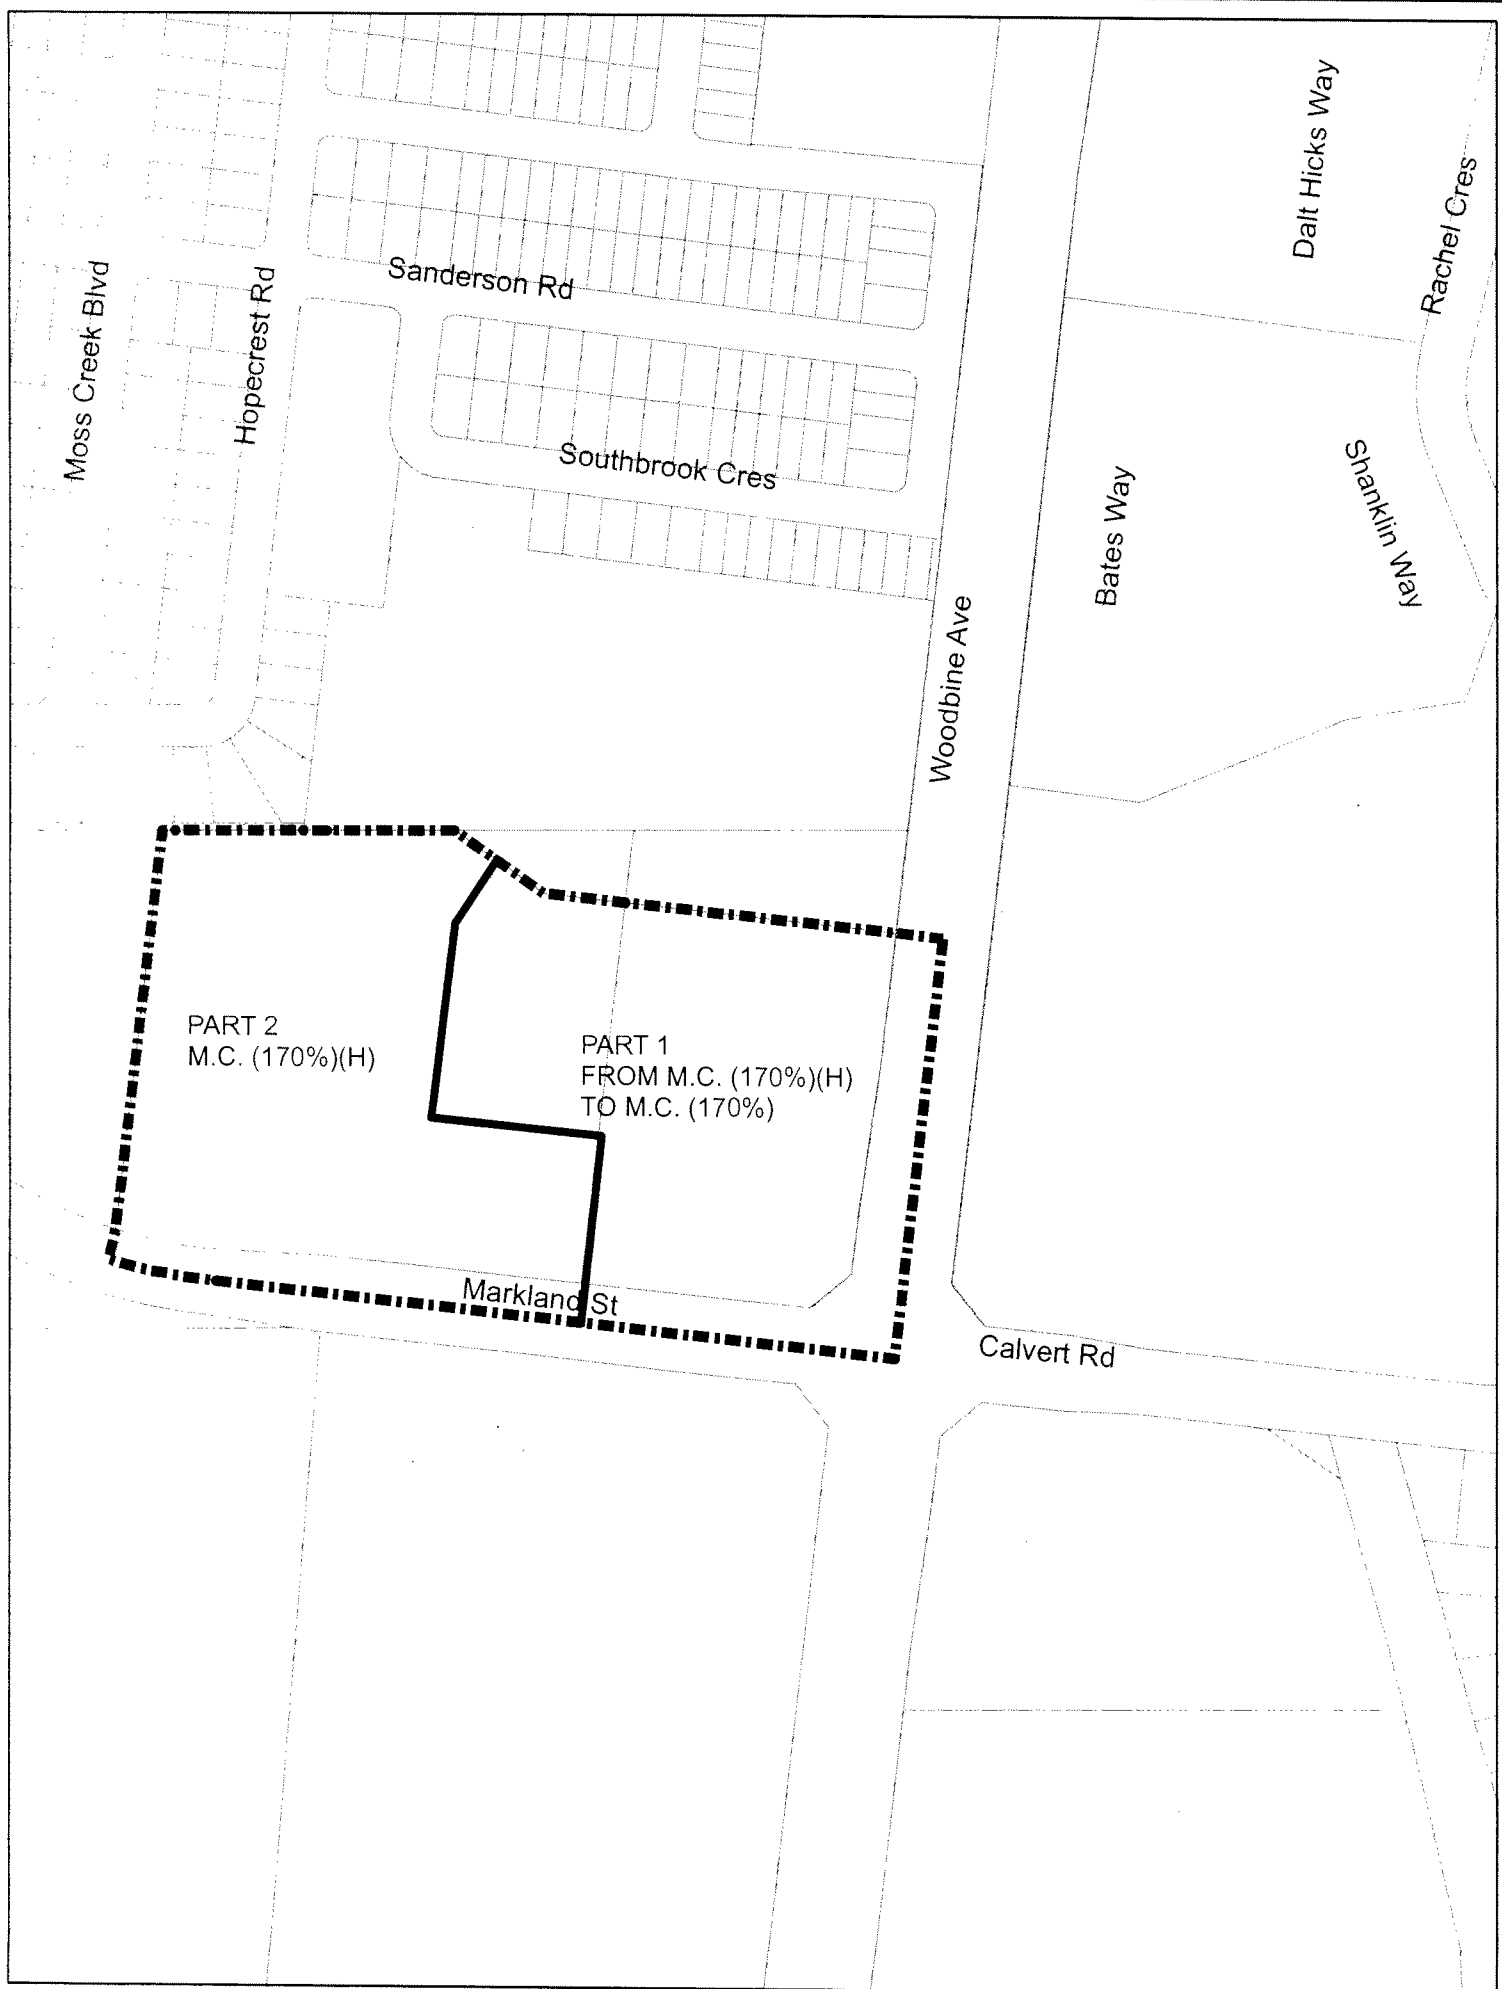 Dalt Hicks Way
Rachel Cres
Sanderson Rd
Moss Creek Blvd
Hopecrest Rd
Southbrook Cres
Bates Way
Shanklin Way
Woodbine Ave
PART 2
M.C. (170%)(H)
PART 1
FROM M.C. (170%)(H)
TO M.C. (170%)
Markland St
Calvert Rd